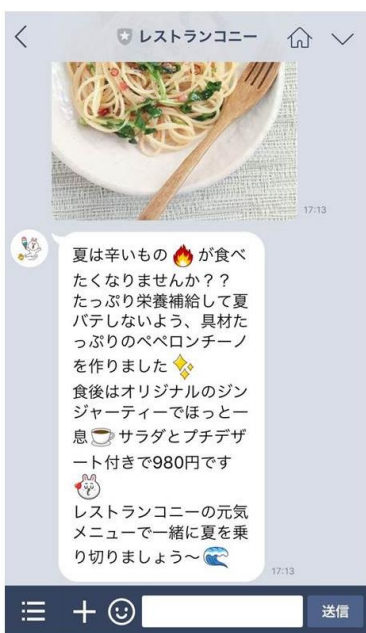 レストランコニー
17:13
夏は辛いもの🔥が食べ
たくなりませんか？？
たっぷり栄養補給して夏
バテしないよう、具材た
っぷりのペペロンチーノ
を作りました✨
食後はオリジナルのジン
ジャーティーでほっと一
息☕サラダとプチデザ
ート付きで980円です
レストランコニーの元気
メニューで一緒に夏を乗
り切りましょう〜🌊
17:13
送信